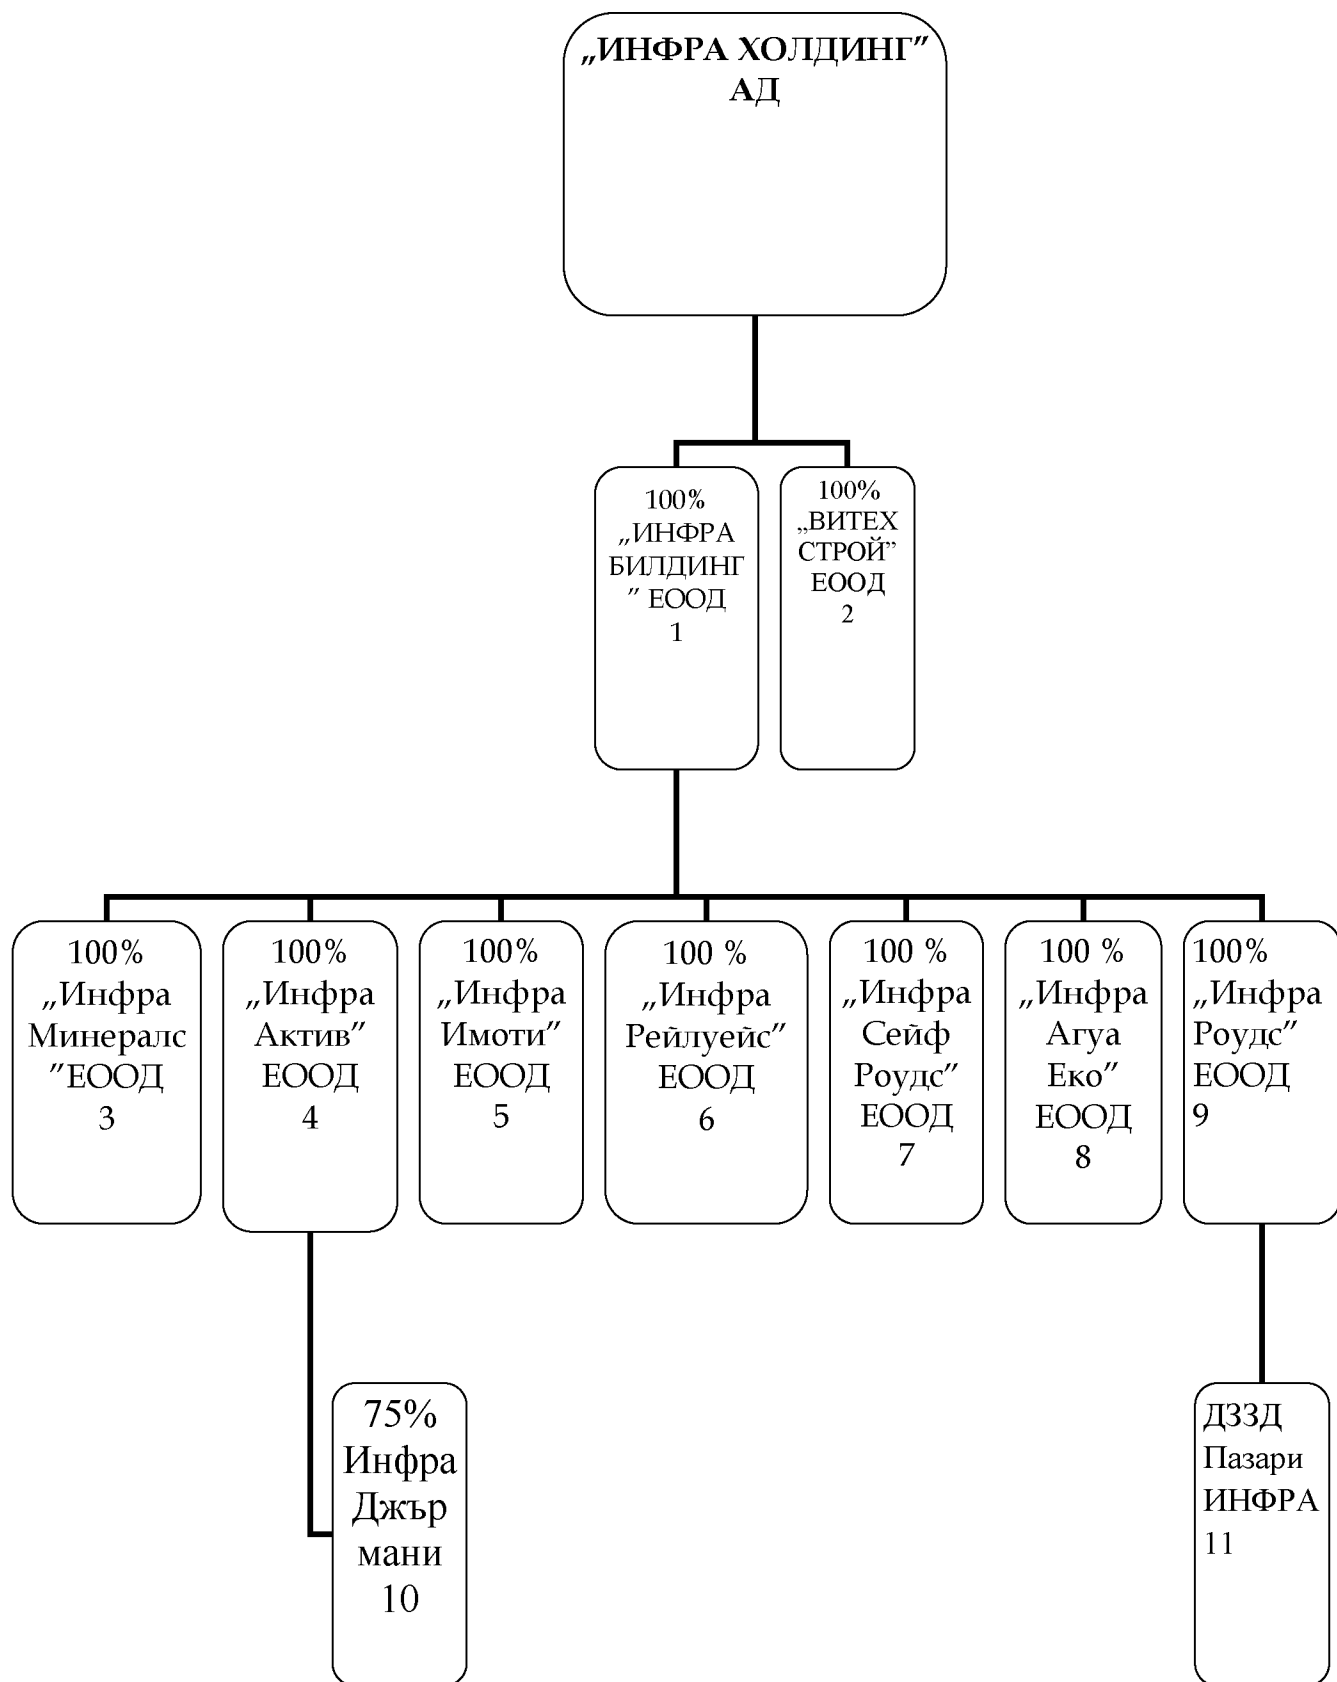 „ИНФРА ХОЛДИНГ”
АД
100%
„ИНФРА
БИЛДИНГ
” ЕООД
1
100%
„ВИТЕХ
СТРОЙ”
ЕООД
2
100%
„Инфра
Минералс
”ЕООД
3
100%
„Инфра
Актив”
ЕООД
4
100%
„Инфра
Имоти”
ЕООД
5
100 %
„Инфра
Рейлуейс”
ЕООД
6
100 %
„Инфра
Сейф
Роудс”
ЕООД
7
100 %
„Инфра
Агуа
Еко”
ЕООД
8
100%
„Инфра
Роудс”
ЕООД
9
75%
Инфра
Джър
мани
10
ДЗЗД
Пазари
ИНФРА
11